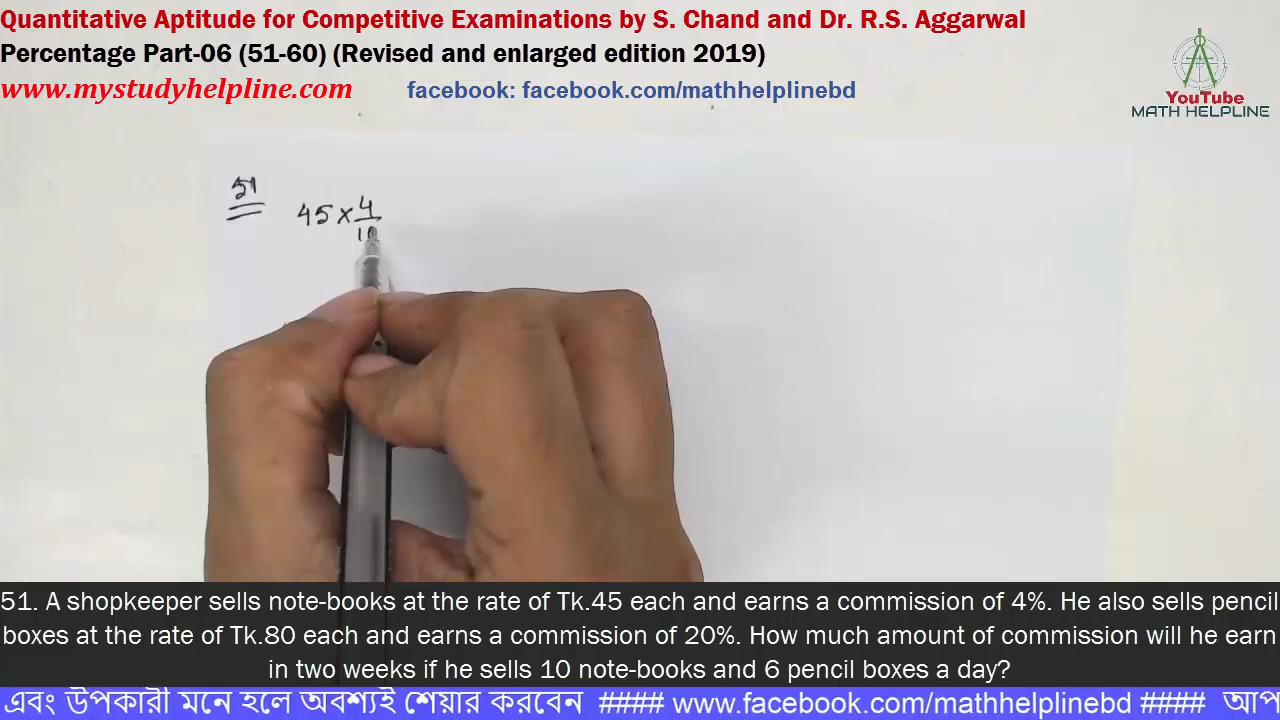 Quantitative Aptitude for Competitive Examinations by S. Chand and Dr. R.S. Aggarwal
Percentage Part-06 (51-60) (Revised and enlarged edition 2019)
www.mystudyhelpline.com facebook: facebook.com/mathhelplinebd
YouTube
MATH HELPLINE
51
45 × 4/10
51. A shopkeeper sells note-books at the rate of Tk.45 each and earns a commission of 4%. He also sells pencil
boxes at the rate of Tk.80 each and earns a commission of 20%. How much amount of commission will he earn
in two weeks if he sells 10 note-books and 6 pencil boxes a day?
এবং উপকারী মনে হলে অবশ্যই শেয়ার করবেন #### www.facebook.com/mathhelplinebd #### আপ